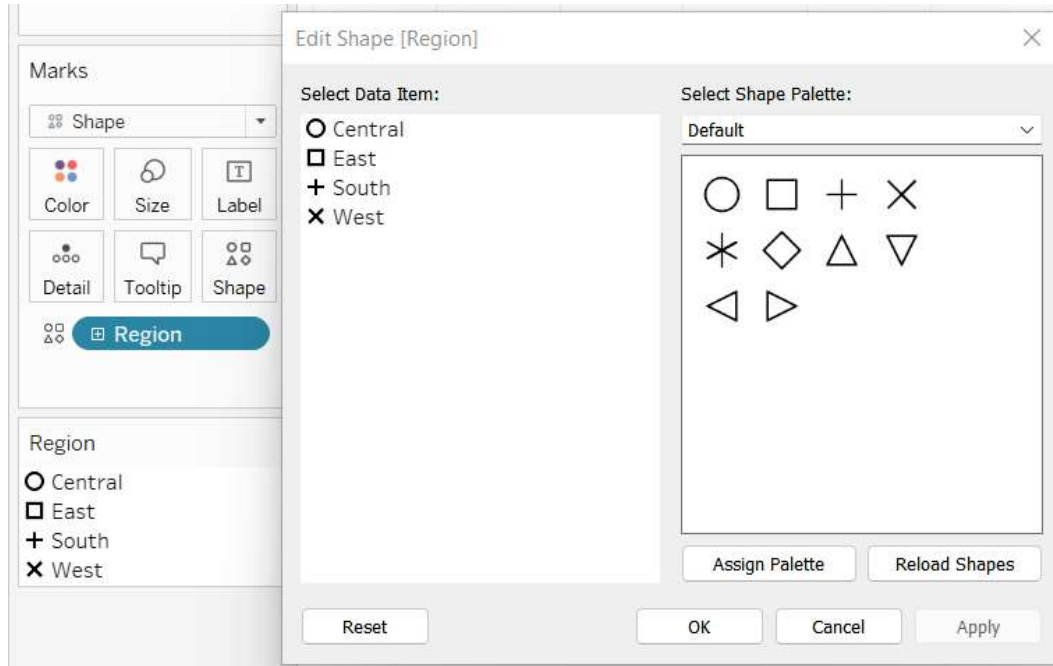 Marks
Shape
Color Size Label
Detail Tooltip Shape
Region
Region
Central
East
South
West
Edit Shape [Region]
Select Data Item:
Central
East
South
West
Select Shape Palette:
Default
Assign Palette Reload Shapes
Reset OK Cancel Apply